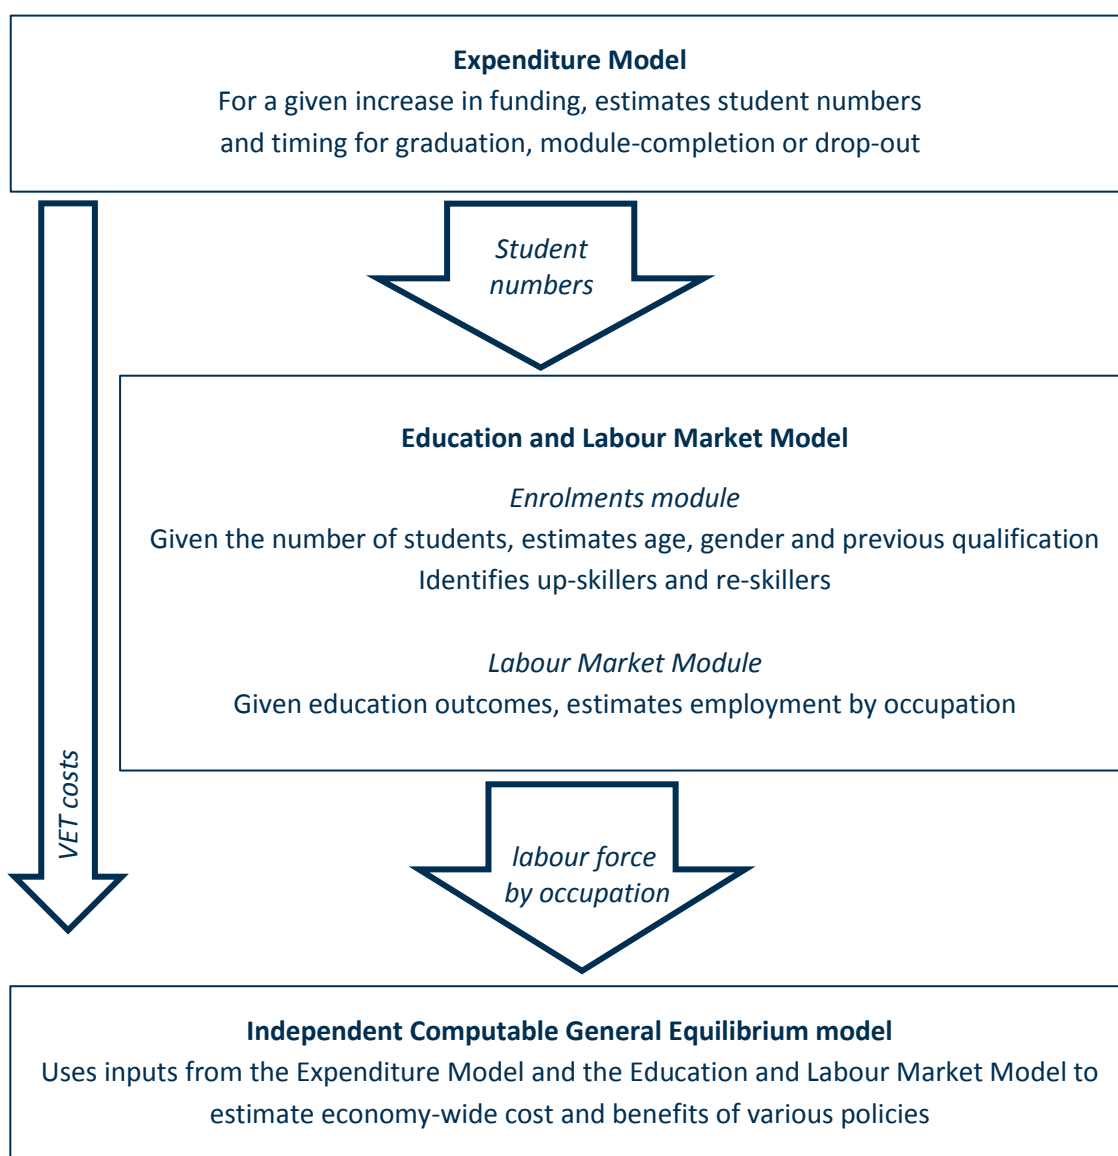 Expenditure Model
For a given increase in funding, estimates student numbers
and timing for graduation, module-completion or drop-out
Student
numbers
Education and Labour Market Model
Enrolments module
Given the number of students, estimates age, gender and previous qualification
Identifies up-skillers and re-skillers
Labour Market Module
Given education outcomes, estimates employment by occupation
VET costs
labour force
by occupation
Independent Computable General Equilibrium model
Uses inputs from the Expenditure Model and the Education and Labour Market Model to
estimate economy-wide cost and benefits of various policies